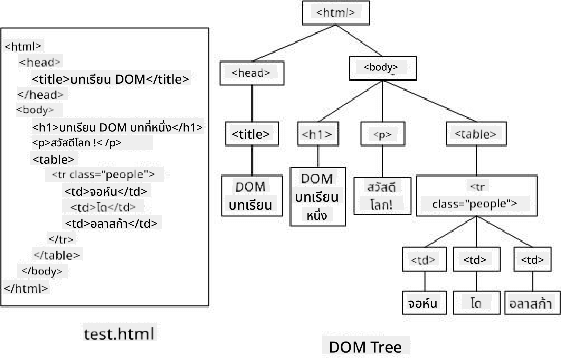 <html>
<head>
<title>บทเรียน DOM</title>
</head>
<body>
<h1>บทเรียน DOM บทที่หนึ่ง</h1>
<p>สวัสดีโลก !</p>
<table>
<tr class="people">
<td>จอห์น</td>
<td>โด</td>
<td>อลาสก้า</td>
</tr>
</table>
</body>
</html>
test.html
<html>
<head>
<body>
<title>
<h1>
<p>
<table>
DOM
บทเรียน
DOM
บทเรียน
หนึ่ง
สวัสดี
โลก!
<tr
class="people">
<td>
<td>
<td>
จอห์น
โด
อลาสก้า
DOM Tree